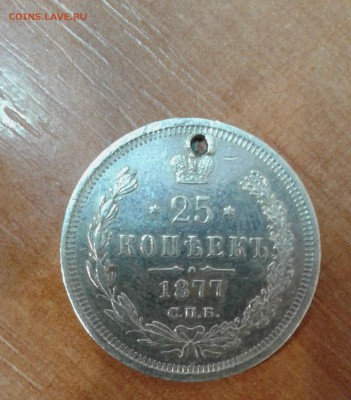 COINS.LAVE.RU
* 25 *
КОПѢЕКЪ
1877
С.П.Б.